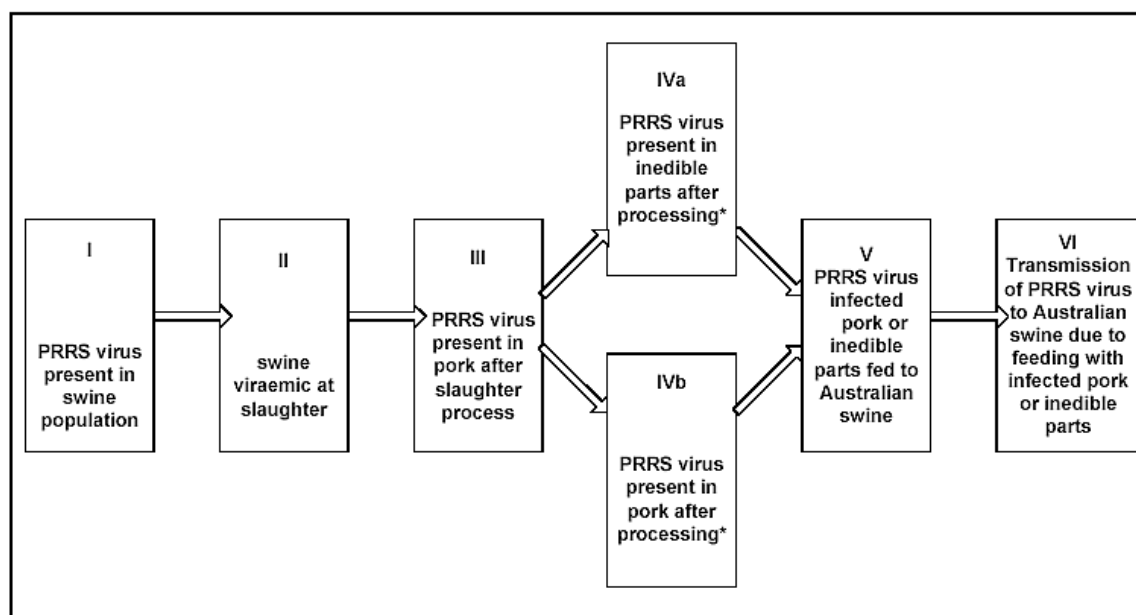 I
PRRS virus
present in
swine
population
II
swine
viraemic at
slaughter
III
PRRS virus
present in
pork after
slaughter
process
IVa
PRRS virus
present in
inedible
parts after
processing*
IVb
PRRS virus
present in
pork after
processing*
V
PRRS virus
infected
pork or
inedible
parts fed to
Australian
swine
VI
Transmission
of PRRS virus
to Australian
swine due to
feeding with
infected pork
or inedible
parts